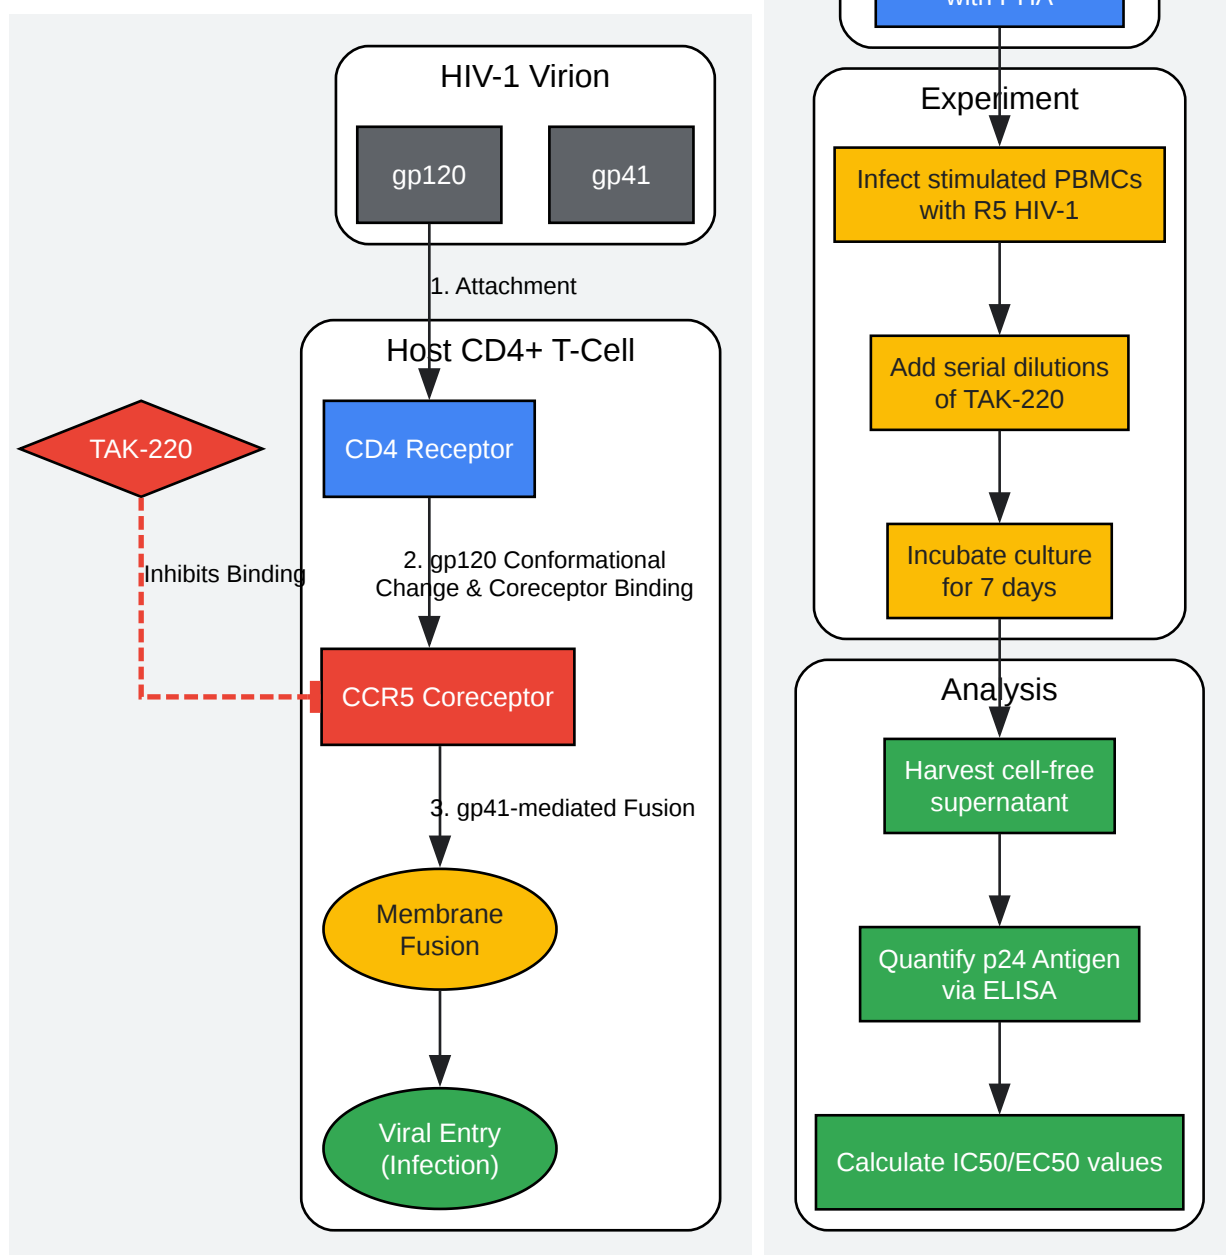 HIV-1 Virion
gp120
gp41
1. Attachment
Host CD4+ T-Cell
TAK-220
CD4 Receptor
Inhibits Binding
2. gp120 Conformational
Change & Coreceptor Binding
CCR5 Coreceptor
3. gp41-mediated Fusion
Membrane
Fusion
Viral Entry
(Infection)
with PHA
Experiment
Infect stimulated PBMCs
with R5 HIV-1
Add serial dilutions
of TAK-220
Incubate culture
for 7 days
Analysis
Harvest cell-free
supernatant
Quantify p24 Antigen
via ELISA
Calculate IC50/EC50 values